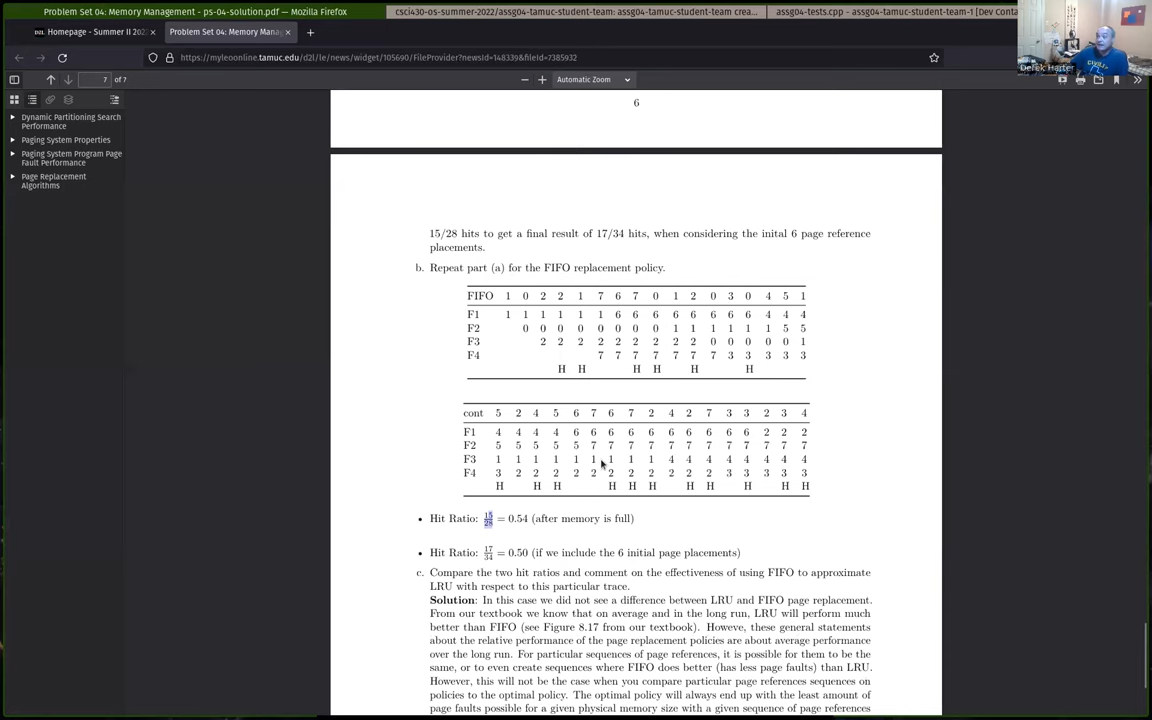 Problem Set 04: Memory Management - ps-04-solution.pdf — Mozilla Firefox
csci430-os-summer-2022/assg04-tamuc-student-team: assg04-tamuc-student-team crea...
assg04-tests.cpp - assg04-tamuc-student-team-1 [Dev Contai
Homepage - Summer II 202
Problem Set 04: Memory Manag
https://myleoonline.tamuc.edu/d2l/le/news/widget/105690/FileProvider?newsId=148339&fileId=7385932
Derek Harter
7 of 7
Automatic Zoom
Dynamic Partitioning Search
Performance
Paging System Properties
Paging System Program Page
Fault Performance
Page Replacement
Algorithms
6
15/28 hits to get a final result of 17/34 hits, when considering the inital 6 page reference
placements.
b. Repeat part (a) for the FIFO replacement policy.
FIFO 1 0 2 2 1 7 6 7 0 1 2 0 3 0 4 5 1
F1 1 1 1 1 1 1 6 6 6 6 6 6 6 6 4 4 4
F2 0 0 0 0 0 0 0 0 1 1 1 1 1 1 5 5
F3 2 2 2 2 2 2 2 2 2 0 0 0 0 0 1
F4 7 7 7 7 7 7 7 3 3 3 3 3
H H H H H H
cont 5 2 4 5 6 7 6 7 2 4 2 7 3 3 2 3 4
F1 4 4 4 4 6 6 6 6 6 6 6 6 6 6 2 2 2
F2 5 5 5 5 5 7 7 7 7 7 7 7 7 7 7 7 7
F3 1 1 1 1 1 1 1 1 1 4 4 4 4 4 4 4 4
F4 3 2 2 2 2 2 2 2 2 2 2 2 3 3 3 3 3
H H H H H H H H H H H
• Hit Ratio: 15/28 = 0.54 (after memory is full)
• Hit Ratio: 17/34 = 0.50 (if we include the 6 initial page placements)
c. Compare the two hit ratios and comment on the effectiveness of using FIFO to approximate
LRU with respect to this particular trace.
Solution: In this case we did not see a difference between LRU and FIFO page replacement.
From our textbook we know that on average and in the long run, LRU will perform much
better than FIFO (see Figure 8.17 from our textbook). Howeve, these general statements
about the relative performance of the page replacement policies are about average performance
over the long run. For particular sequences of page references, it is possible for them to be the
same, or to even create sequences where FIFO does better (has less page faults) than LRU.
However, this will not be the case when you compare particular page references sequences on
policies to the optimal policy. The optimal policy will always end up with the least amount of
page faults possible for a given physical memory size with a given sequence of page references